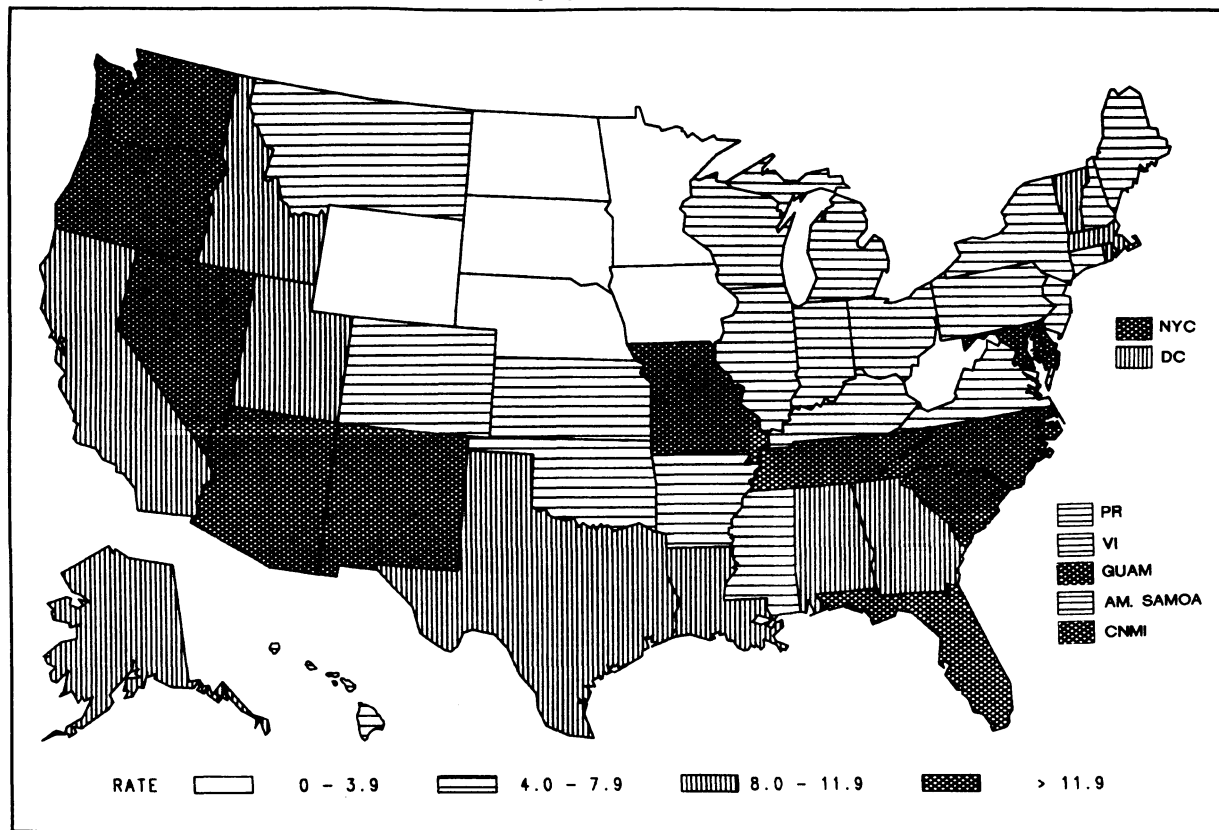 NYC
DC
PR
VI
GUAM
AM. SAMOA
CNMI
RATE 0 - 3.9 4.0 - 7.9 8.0 - 11.9 > 11.9